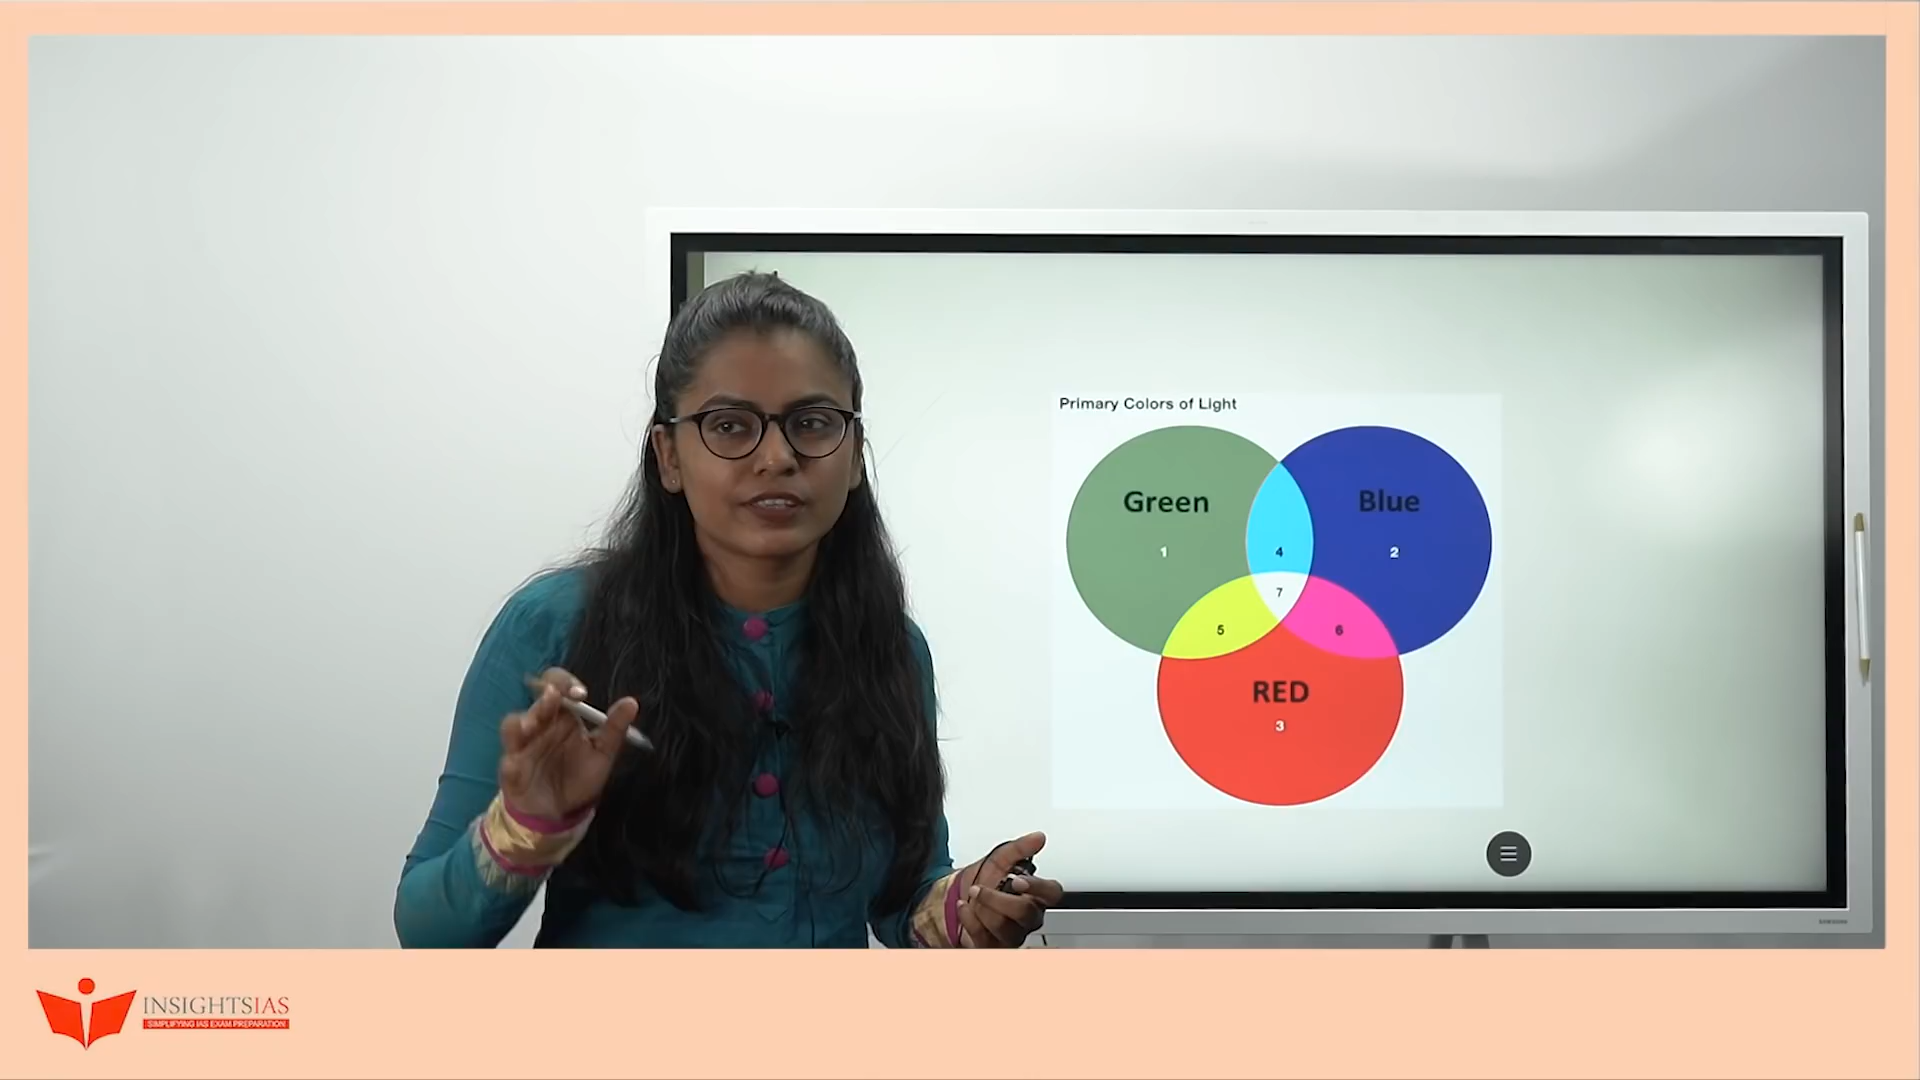 Primary Colors of Light
Green
Blue
1
4
2
7
5
6
RED
3
SAMSUNG
INSIGHTSIAS
SIMPLIFYING IAS EXAM PREPARATION